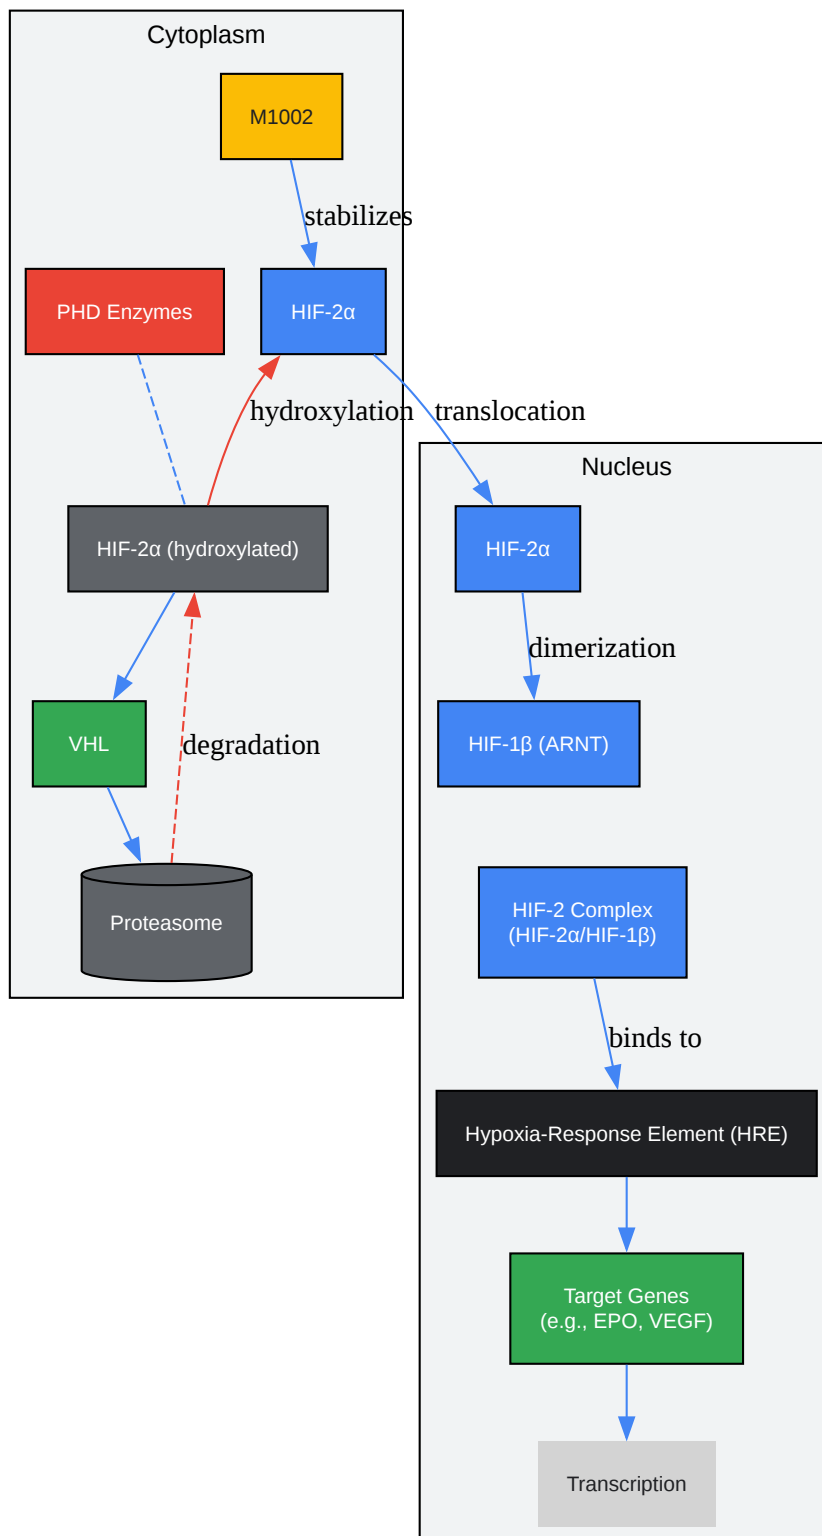 Cytoplasm
M1002
stabilizes
PHD Enzymes
HIF-2α
hydroxylation
translocation
HIF-2α (hydroxylated)
VHL
degradation
Proteasome
Nucleus
HIF-2α
dimerization
HIF-1β (ARNT)
HIF-2 Complex
(HIF-2α/HIF-1β)
binds to
Hypoxia-Response Element (HRE)
Target Genes
(e.g., EPO, VEGF)
Transcription